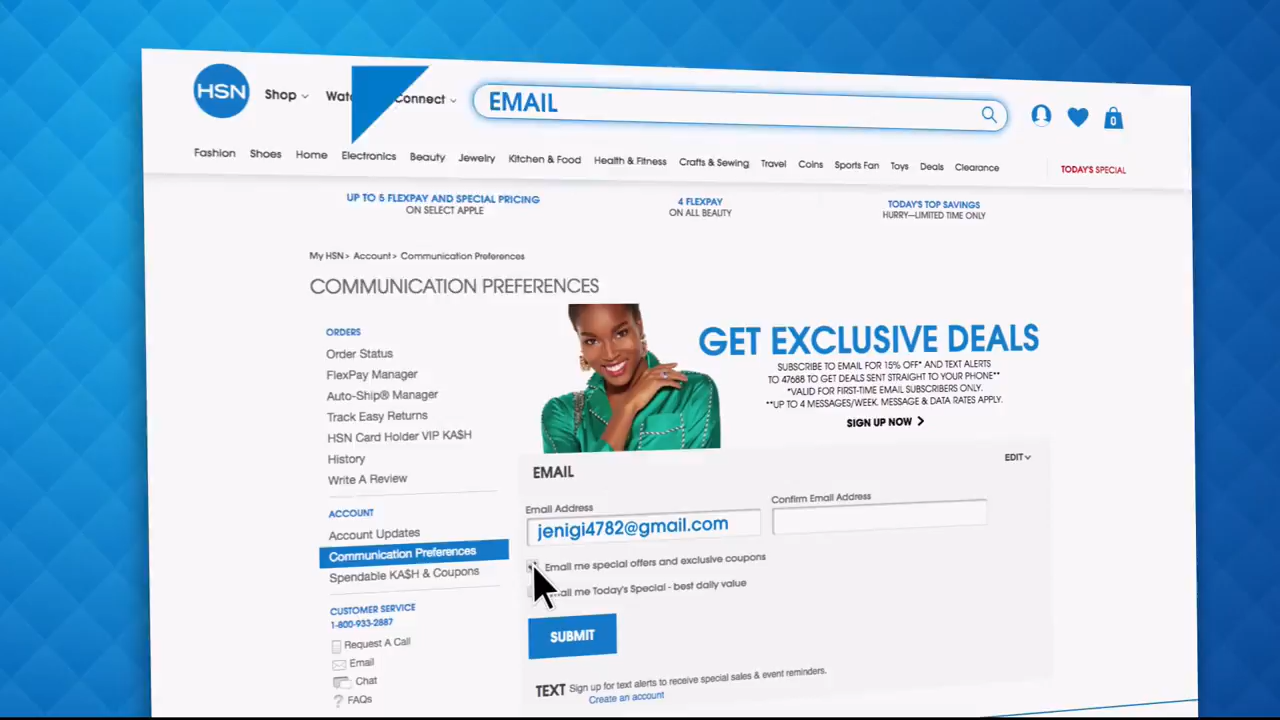 HSN
Shop
EMAIL
0
Fashion Shoes Home Electronics Beauty Jewelry Kitchen & Food Health & Fitness Crafts & Sewing Travel Coins Sports Fan Toys Deals Clearance TODAY'S SPECIAL
UP TO 5 FLEXPAY AND SPECIAL PRICING
ON SELECT APPLE
4 FLEXPAY
ON ALL BEAUTY
TODAY'S TOP SAVINGS
HURRY—LIMITED TIME ONLY
My HSN> Account> Communication Preferences
COMMUNICATION PREFERENCES
ORDERS
Order Status
FlexPay Manager
Auto-Ship® Manager
Track Easy Returns
HSN Card Holder VIP KA$H
History
Write A Review
ACCOUNT
Account Updates
Communication Preferences
Spendable KA$H & Coupons
CUSTOMER SERVICE
1-800-933-2887
Request A Call
Email
Chat
FAQs
GET EXCLUSIVE DEALS
SUBSCRIBE TO EMAIL FOR 15% OFF* AND TEXT ALERTS
TO 47688 TO GET DEALS SENT STRAIGHT TO YOUR PHONE**
*VALID FOR FIRST-TIME EMAIL SUBSCRIBERS ONLY.
**UP TO 4 MESSAGES/WEEK. MESSAGE & DATA RATES APPLY.
SIGN UP NOW >
EMAIL
EDIT
Email Address
Confirm Email Address
jenigi4782@gmail.com
Email me special offers and exclusive coupons
me Today's Special - best daily value
SUBMIT
TEXT Sign up for text alerts to receive special sales & event reminders.
Create an account